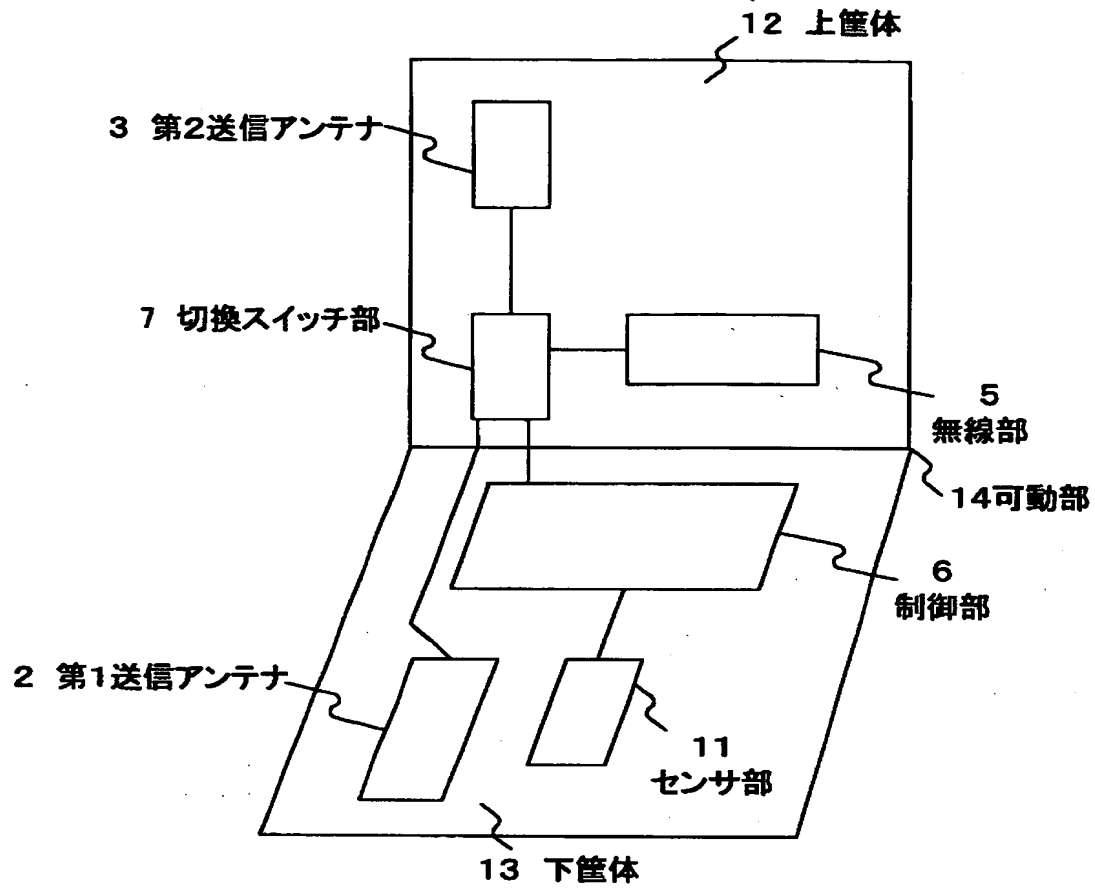 12 上筐体
3 第2送信アンテナ
7 切換スイッチ部
5
無線部
14可動部
6
制御部
2 第1送信アンテナ
11
センサ部
13 下筐体